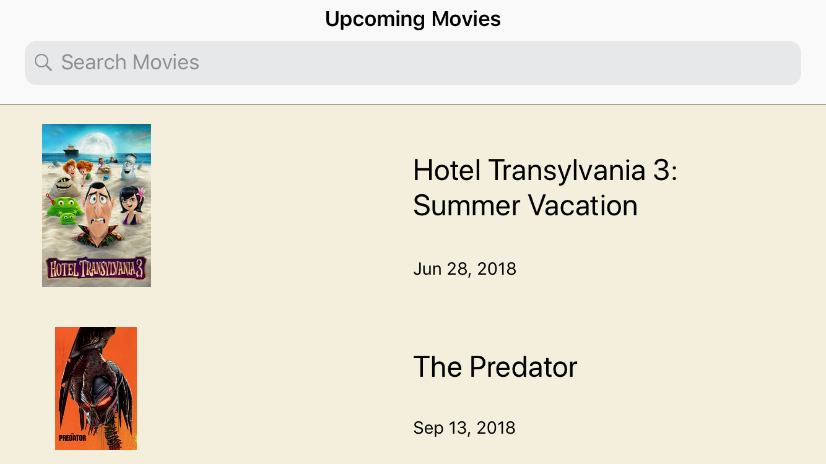 Upcoming Movies
Search Movies
HOTEL TRANSYLVANIA 3
Hotel Transylvania 3:
Summer Vacation
Jun 28, 2018
PREDATOR
The Predator
Sep 13, 2018